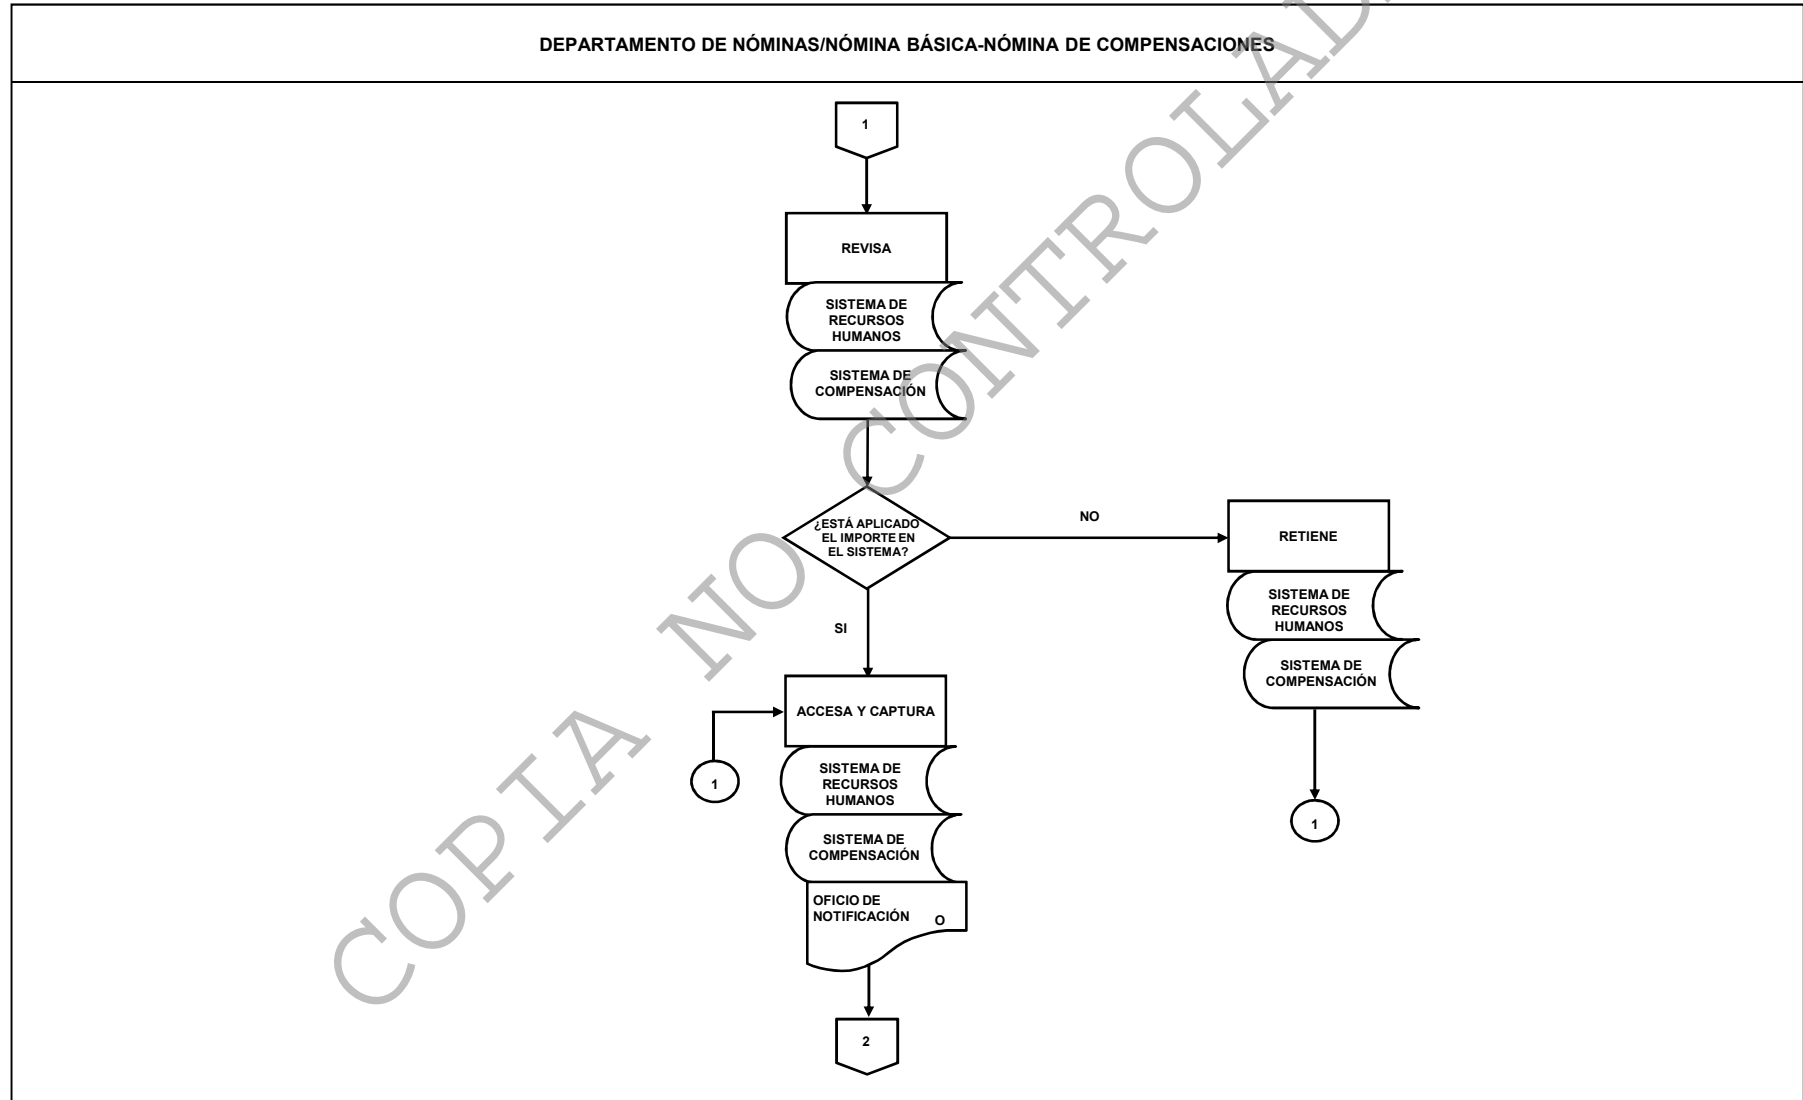 DEPARTAMENTO DE NÓMINAS/NÓMINA BÁSICA-NÓMINA DE COMPENSACIONES
1
REVISA
SISTEMA DE
RECURSOS
HUMANOS
SISTEMA DE
COMPENSACIÓN
¿ESTÁ APLICADO
EL IMPORTE EN
EL SISTEMA?
NO
RETIENE
SISTEMA DE
RECURSOS
HUMANOS
SISTEMA DE
COMPENSACIÓN
1
SI
ACCESA Y CAPTURA
1
SISTEMA DE
RECURSOS
HUMANOS
SISTEMA DE
COMPENSACIÓN
OFICIO DE
NOTIFICACIÓN O
2
COPIA NO CONTROLAD